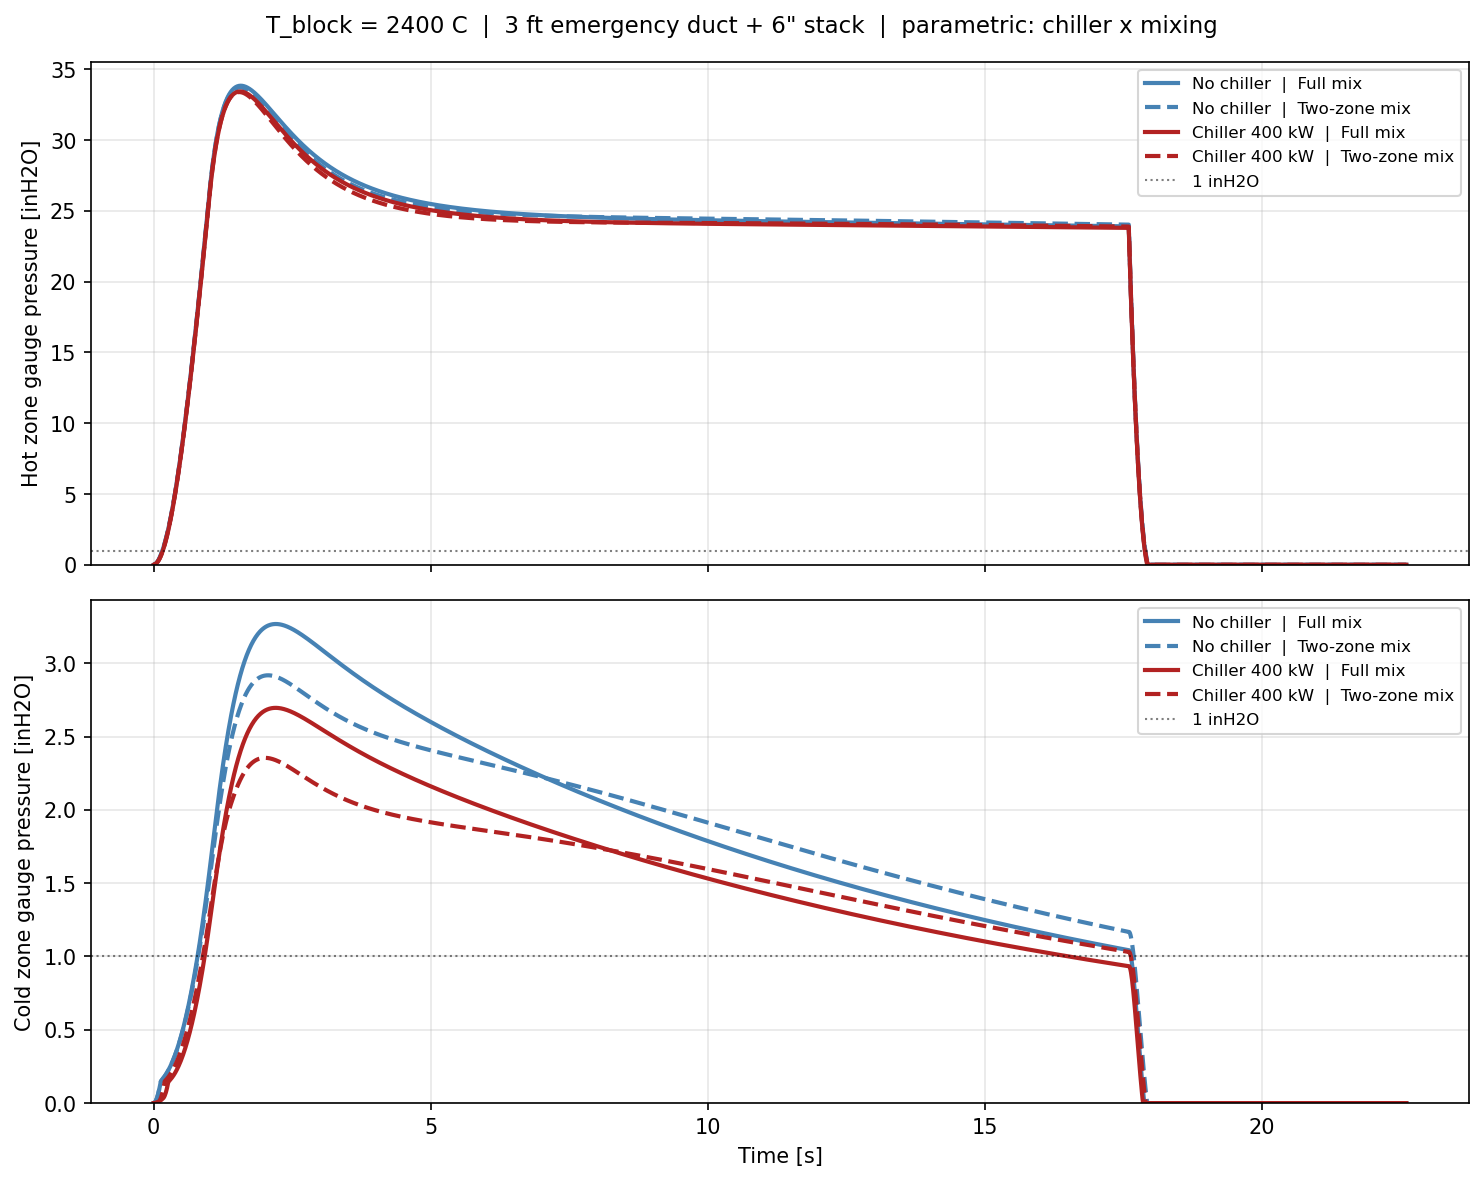 T_block = 2400 C  |  3 ft emergency duct + 6" stack  |  parametric: chiller x mixing
Hot zone gauge pressure [inH2O]
35
30
25
20
15
10
5
0
No chiller  |  Full mix
No chiller  |  Two-zone mix
Chiller 400 kW  |  Full mix
Chiller 400 kW  |  Two-zone mix
1 inH2O
Cold zone gauge pressure [inH2O]
3.0
2.5
2.0
1.5
1.0
0.5
0.0
No chiller  |  Full mix
No chiller  |  Two-zone mix
Chiller 400 kW  |  Full mix
Chiller 400 kW  |  Two-zone mix
1 inH2O
0 5 10 15 20
Time [s]